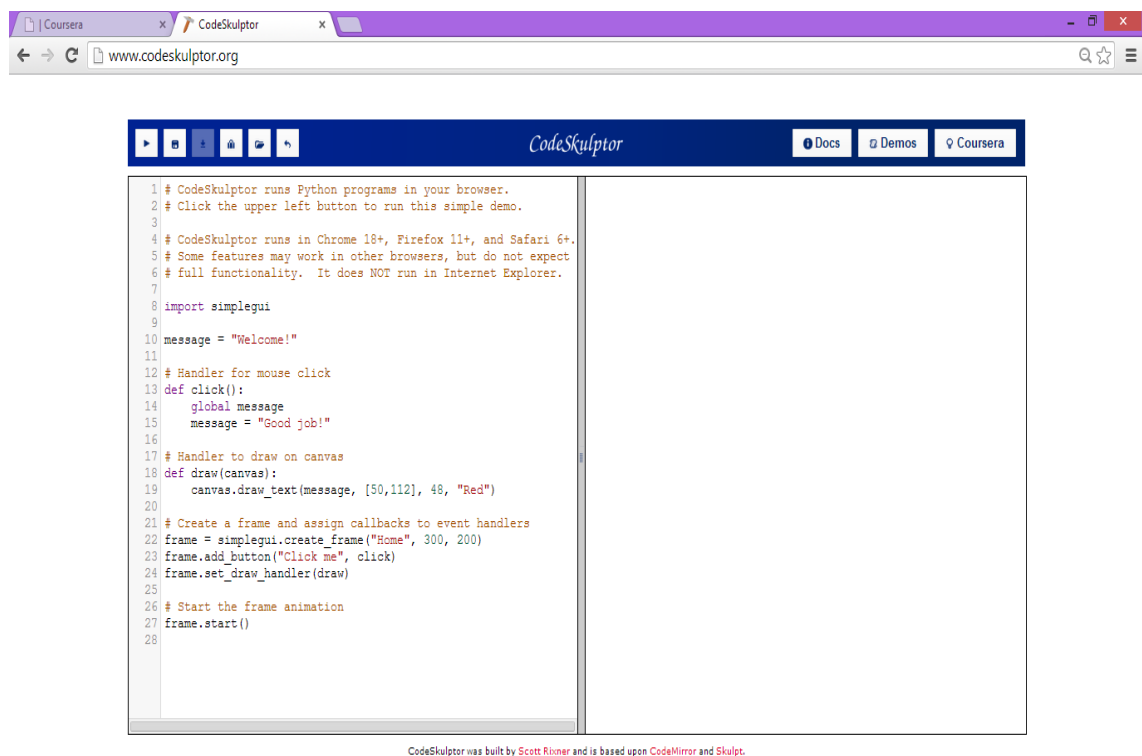 | Coursera x CodeSkulptor x
www.codeskulptor.org
CodeSkulptor Docs Demos Coursera
1 # CodeSkulptor runs Python programs in your browser.
2 # Click the upper left button to run this simple demo.
3
4 # CodeSkulptor runs in Chrome 18+, Firefox 11+, and Safari 6+.
5 # Some features may work in other browsers, but do not expect
6 # full functionality.  It does NOT run in Internet Explorer.
7
8 import simplegui
9
10 message = "Welcome!"
11
12 # Handler for mouse click
13 def click():
14     global message
15     message = "Good job!"
16
17 # Handler to draw on canvas
18 def draw(canvas):
19     canvas.draw_text(message, [50,112], 48, "Red")
20
21 # Create a frame and assign callbacks to event handlers
22 frame = simplegui.create_frame("Home", 300, 200)
23 frame.add_button("Click me", click)
24 frame.set_draw_handler(draw)
25
26 # Start the frame animation
27 frame.start()
28
CodeSkulptor was built by Scott Rixner and is based upon CodeMirror and Skulpt.